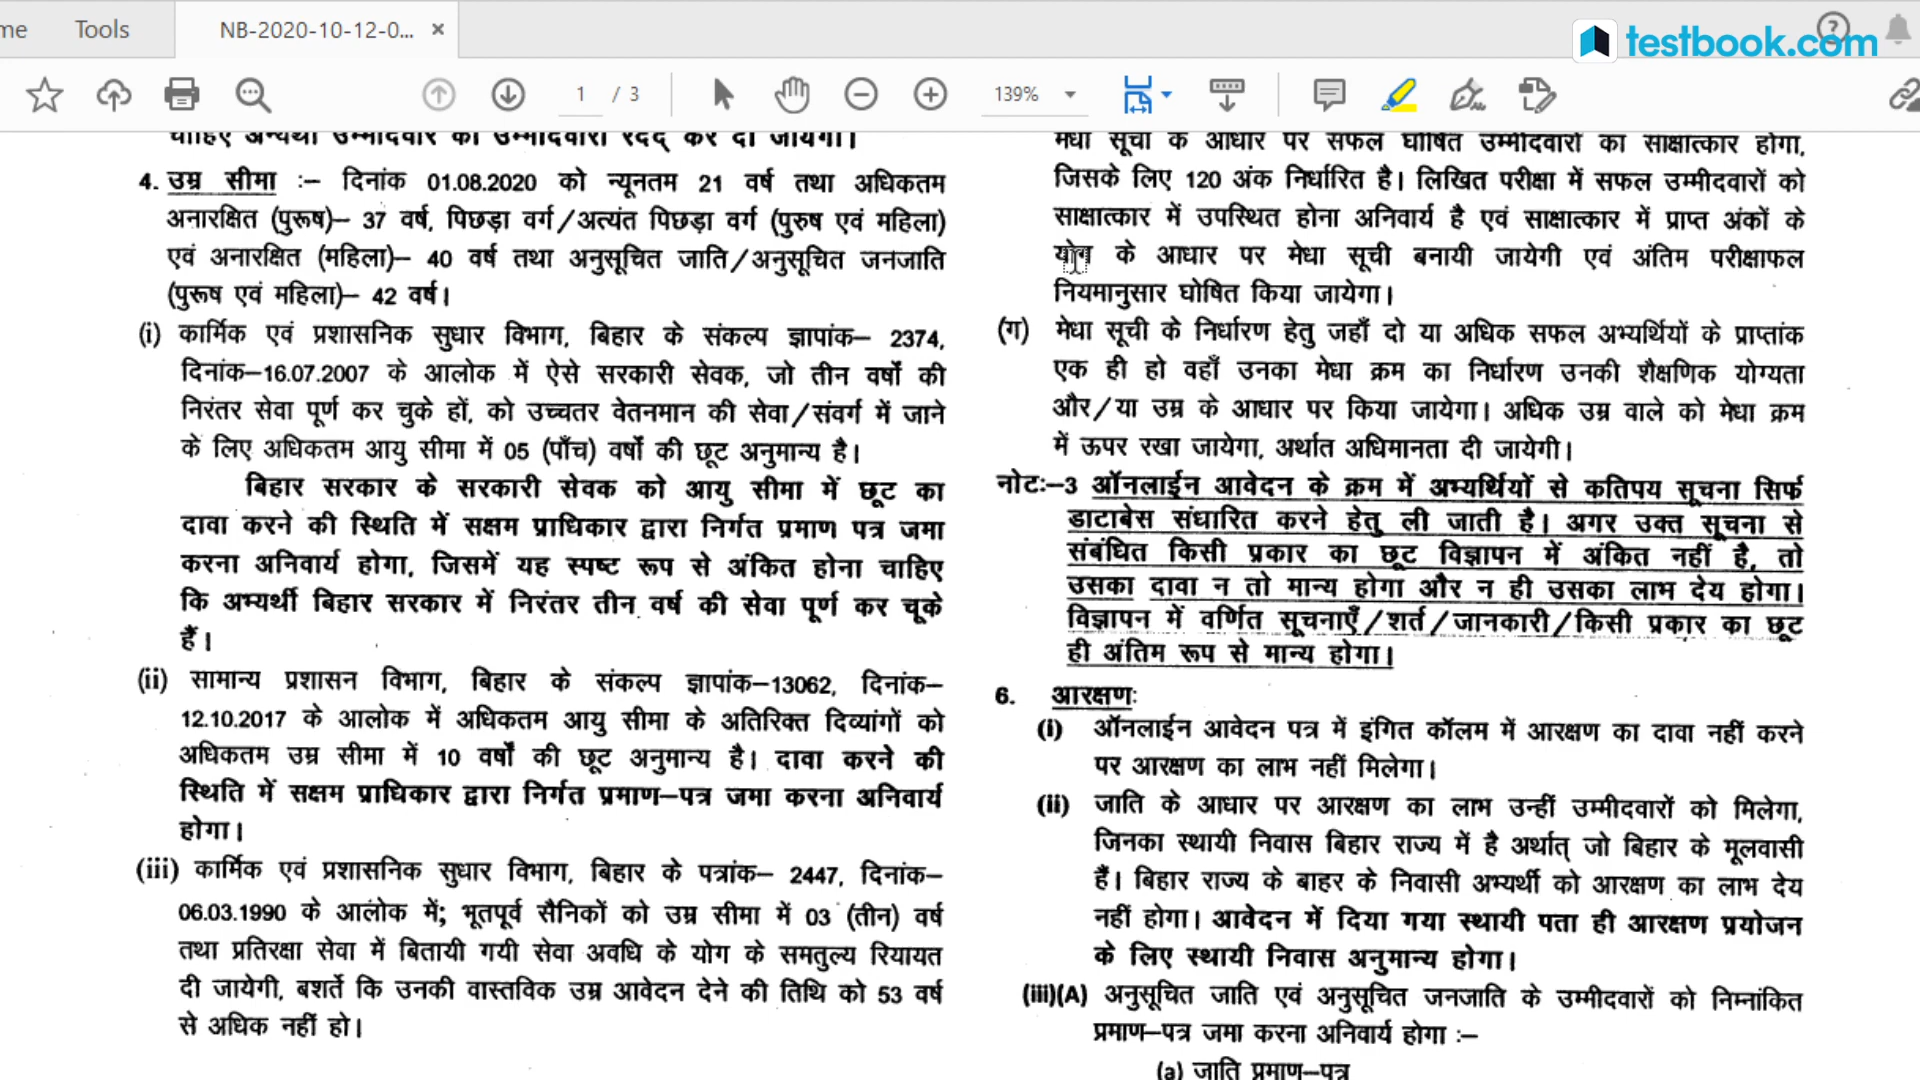 me
Tools
NB-2020-10-12-0...
×
?
testbook.com
1 / 3
139%
चाहिए अन्यथा उम्मीदवार का उम्मीदवारी रदद् कर दी जायेगी।
4. उम्र सीमा :– दिनांक 01.08.2020 को न्यूनतम 21 वर्ष तथा अधिकतम
अनारक्षित (पुरूष)– 37 वर्ष, पिछड़ा वर्ग/अत्यंत पिछड़ा वर्ग (पुरुष एवं महिला)
एवं अनारक्षित (महिला)– 40 वर्ष तथा अनुसूचित जाति/अनुसूचित जनजाति
(पुरूष एवं महिला)– 42 वर्ष।
(i) कार्मिक एवं प्रशासनिक सुधार विभाग, बिहार के संकल्प ज्ञापांक– 2374,
दिनांक–16.07.2007 के आलोक में ऐसे सरकारी सेवक, जो तीन वर्षों की
निरंतर सेवा पूर्ण कर चुके हों, को उच्चतर वेतनमान की सेवा/संवर्ग में जाने
के लिए अधिकतम आयु सीमा में 05 (पाँच) वर्षों की छूट अनुमान्य है।
बिहार सरकार के सरकारी सेवक को आयु सीमा में छूट का
दावा करने की स्थिति में सक्षम प्राधिकार द्वारा निर्गत प्रमाण पत्र जमा
करना अनिवार्य होगा, जिसमें यह स्पष्ट रूप से अंकित होना चाहिए
कि अभ्यर्थी बिहार सरकार में निरंतर तीन वर्ष की सेवा पूर्ण कर चूके
हैं।
(ii) सामान्य प्रशासन विभाग, बिहार के संकल्प ज्ञापांक–13062, दिनांक–
12.10.2017 के आलोक में अधिकतम आयु सीमा के अतिरिक्त दिव्यांगों को
अधिकतम उम्र सीमा में 10 वर्षों की छूट अनुमान्य है। दावा करने की
स्थिति में सक्षम प्राधिकार द्वारा निर्गत प्रमाण–पत्र जमा करना अनिवार्य
होगा।
(iii) कार्मिक एवं प्रशासनिक सुधार विभाग, बिहार के पत्रांक– 2447, दिनांक–
06.03.1990 के आलोक में; भूतपूर्व सैनिकों को उम्र सीमा में 03 (तीन) वर्ष
तथा प्रतिरक्षा सेवा में बितायी गयी सेवा अवधि के योग के समतुल्य रियायत
दी जायेगी, बशर्ते कि उनकी वास्तविक उम्र आवेदन देने की तिथि को 53 वर्ष
से अधिक नहीं हो।
मेधा सूची के आधार पर सफल घोषित उम्मीदवारों का साक्षात्कार होगा,
जिसके लिए 120 अंक निर्धारित है। लिखित परीक्षा में सफल उम्मीदवारों को
साक्षात्कार में उपस्थित होना अनिवार्य है एवं साक्षात्कार में प्राप्त अंकों के
योग के आधार पर मेधा सूची बनायी जायेगी एवं अंतिम परीक्षाफल
नियमानुसार घोषित किया जायेगा।
(ग) मेधा सूची के निर्धारण हेतु जहाँ दो या अधिक सफल अभ्यर्थियों के प्राप्तांक
एक ही हो वहाँ उनका मेधा क्रम का निर्धारण उनकी शैक्षणिक योग्यता
और/या उम्र के आधार पर किया जायेगा। अधिक उम्र वाले को मेधा क्रम
में ऊपर रखा जायेगा, अर्थात अधिमानता दी जायेगी।
नोटः–3 ऑनलाईन आवेदन के क्रम में अभ्यर्थियों से कतिपय सूचना सिर्फ
डाटाबेस संधारित करने हेतु ली जाती है। अगर उक्त सूचना से
संबंधित किसी प्रकार का छूट विज्ञापन में अंकित नहीं है, तो
उसका दावा न तो मान्य होगा और न ही उसका लाभ देय होगा।
विज्ञापन में वर्णित सूचनाएँ/शर्त/जानकारी/किसी प्रकार का छूट
ही अंतिम रूप से मान्य होगा।
6. आरक्षणः
(i) ऑनलाईन आवेदन पत्र में इंगित कॉलम में आरक्षण का दावा नहीं करने
पर आरक्षण का लाभ नहीं मिलेगा।
(ii) जाति के आधार पर आरक्षण का लाभ उन्हीं उम्मीदवारों को मिलेगा,
जिनका स्थायी निवास बिहार राज्य में है अर्थात् जो बिहार के मूलवासी
हैं। बिहार राज्य के बाहर के निवासी अभ्यर्थी को आरक्षण का लाभ देय
नहीं होगा। आवेदन में दिया गया स्थायी पता ही आरक्षण प्रयोजन
के लिए स्थायी निवास अनुमान्य होगा।
(iii)(A) अनुसूचित जाति एवं अनुसूचित जनजाति के उम्मीदवारों को निम्नांकित
प्रमाण–पत्र जमा करना अनिवार्य होगा :–
(a) जाति प्रमाण–पत्र